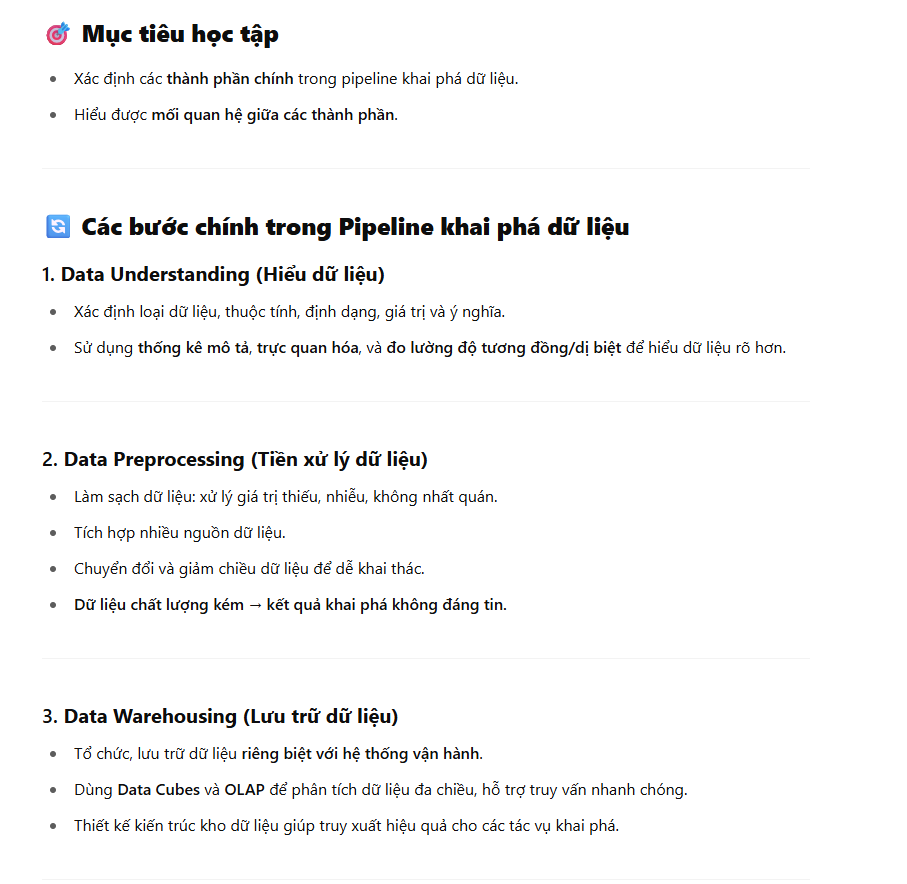 Mục tiêu học tập
Xác định các thành phần chính trong pipeline khai phá dữ liệu.
Hiểu được mối quan hệ giữa các thành phần.
Các bước chính trong Pipeline khai phá dữ liệu
1. Data Understanding (Hiểu dữ liệu)
Xác định loại dữ liệu, thuộc tính, định dạng, giá trị và ý nghĩa.
Sử dụng thống kê mô tả, trực quan hóa, và đo lường độ tương đồng/dị biệt để hiểu dữ liệu rõ hơn.
2. Data Preprocessing (Tiền xử lý dữ liệu)
Làm sạch dữ liệu: xử lý giá trị thiếu, nhiễu, không nhất quán.
Tích hợp nhiều nguồn dữ liệu.
Chuyển đổi và giảm chiều dữ liệu để dễ khai thác.
Dữ liệu chất lượng kém → kết quả khai phá không đáng tin.
3. Data Warehousing (Lưu trữ dữ liệu)
Tổ chức, lưu trữ dữ liệu riêng biệt với hệ thống vận hành.
Dùng Data Cubes và OLAP để phân tích dữ liệu đa chiều, hỗ trợ truy vấn nhanh chóng.
Thiết kế kiến trúc kho dữ liệu giúp truy xuất hiệu quả cho các tác vụ khai phá.